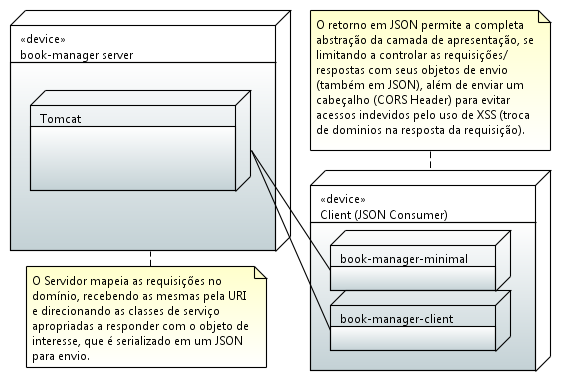 «device»
book-manager server
Tomcat
O Servidor mapeia as requisições no
domínio, recebendo as mesmas pela URI
e direcionando as classes de serviço
apropriadas a responder com o objeto de
interesse, que é serializado em um JSON
para envio.
O retorno em JSON permite a completa
abstração da camada de apresentação, se
limitando a controlar as requisições/
respostas com seus objetos de envio
(também em JSON), além de enviar um
cabeçalho (CORS Header) para evitar
acessos indevidos pelo uso de XSS (troca
de dominios na resposta da requisição).
«device»
Client (JSON Consumer)
book-manager-minimal
book-manager-client